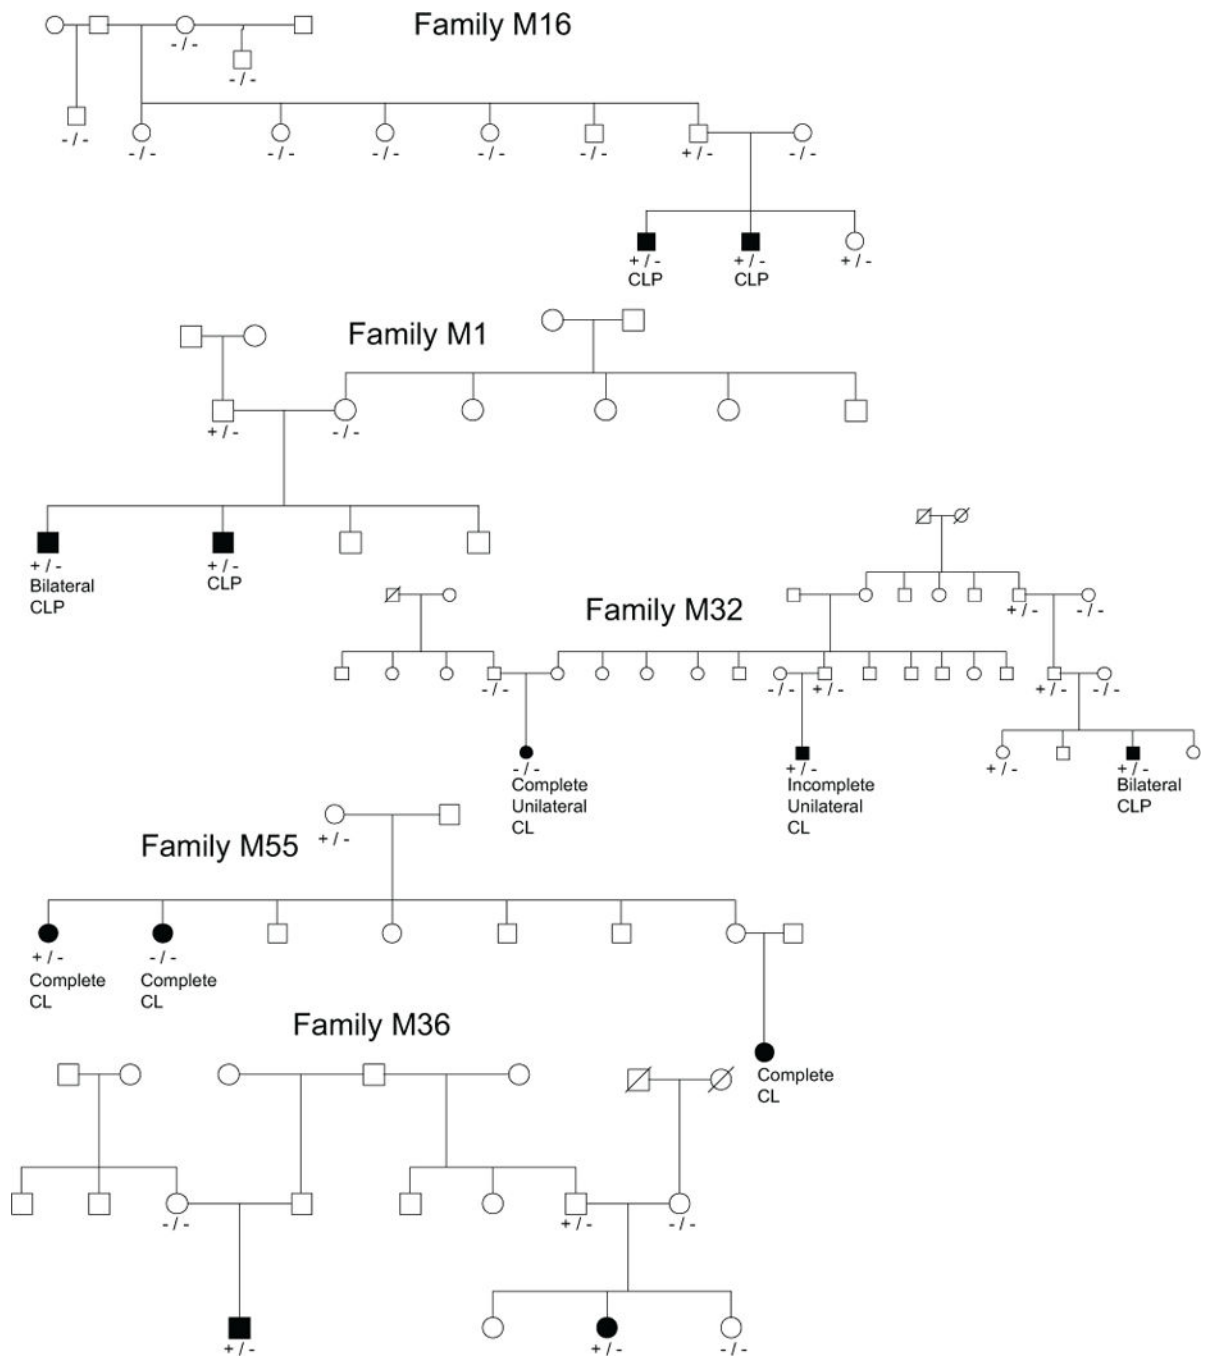 Family M16
- / -
- / -
- / -
- / -
- / -
- / -
- / -
- / -
+ / -
- / -
+ / -
CLP
+ / -
CLP
+ / -
Family M1
+ / -
- / -
+ / -
Bilateral
CLP
+ / -
CLP
Family M32
+ / -
- / -
- / -
- / -
+ / -
+ / -
- / -
- / -
Complete
Unilateral
CL
+ / -
Incomplete
Unilateral
CL
+ / -
+ / -
Bilateral
CLP
Family M55
+ / -
+ / -
Complete
CL
- / -
Complete
CL
Complete
CL
Family M36
- / -
+ / -
- / -
+ / -
+ / -
- / -